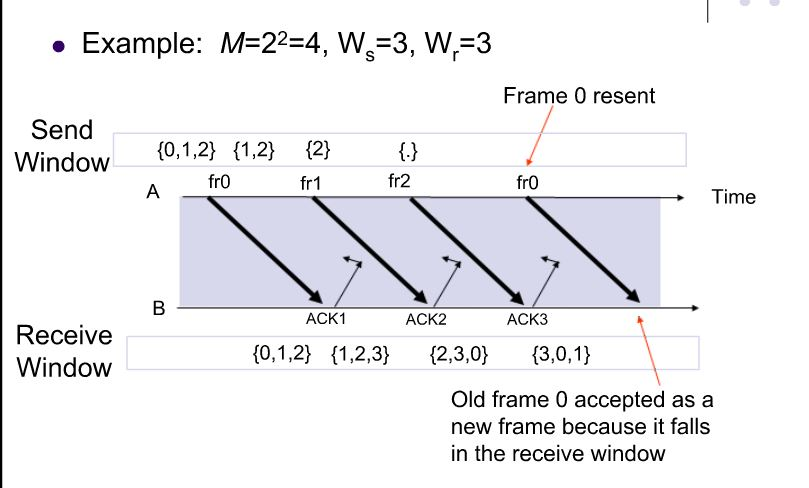 • Example: M=2²=4, Wₛ=3, Wᵣ=3
Frame 0 resent
Send
Window
{0,1,2} {1,2} {2} {.}
A fr0 fr1 fr2 fr0 Time
B
ACK1 ACK2 ACK3
Receive
Window
{0,1,2} {1,2,3} {2,3,0} {3,0,1}
Old frame 0 accepted as a
new frame because it falls
in the receive window